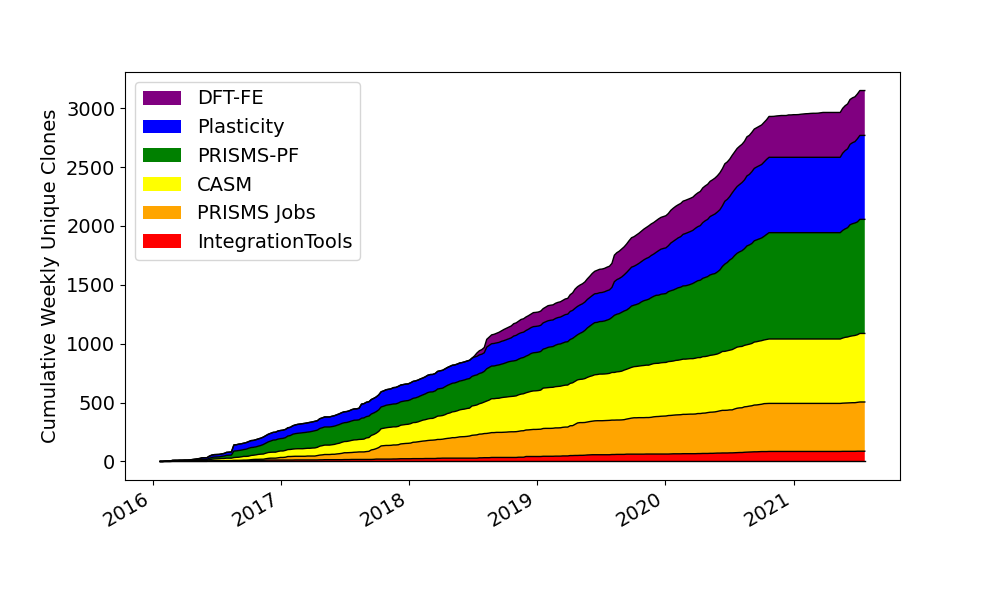 DFT-FE
Plasticity
PRISMS-PF
CASM
PRISMS Jobs
IntegrationTools
Cumulative Weekly Unique Clones
3000
2500
2000
1500
1000
500
0
2016
2017
2018
2019
2020
2021